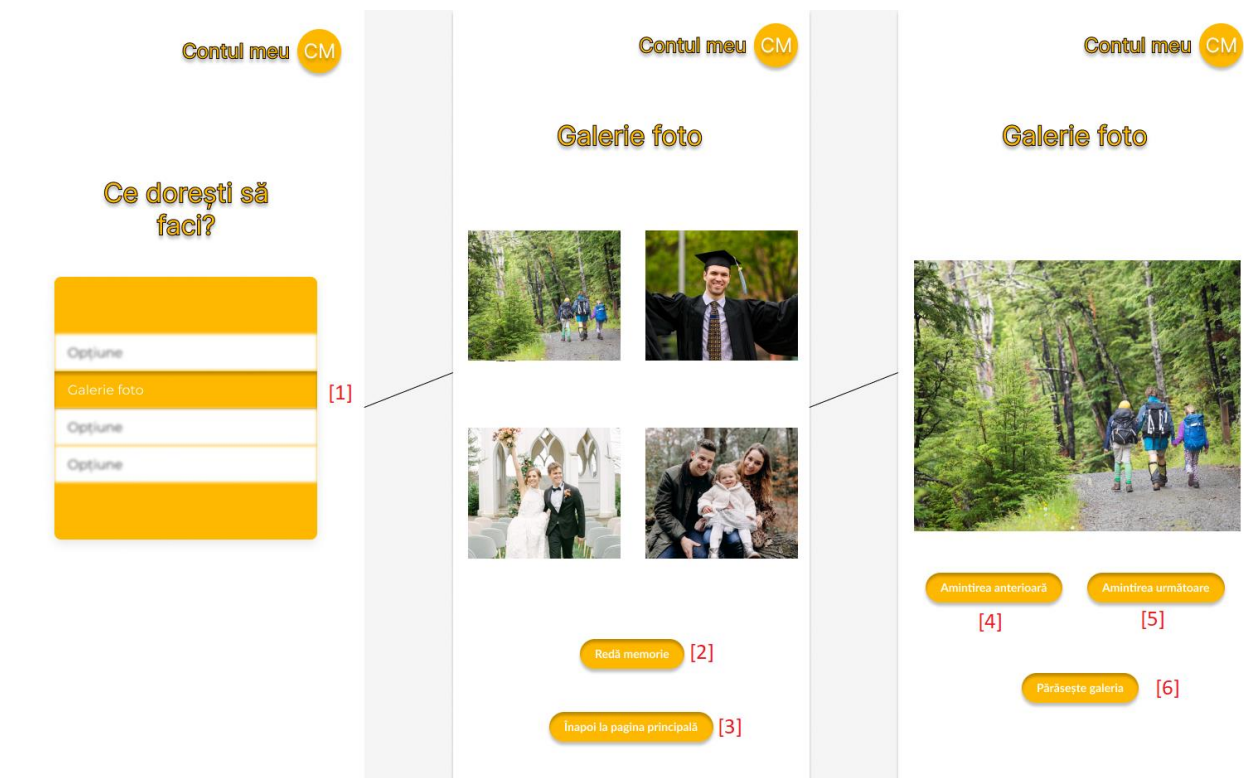 Contul meu CM
Ce dorești să
faci?
Opțiune
Galerie foto
[1]
Opțiune
Opțiune
Contul meu CM
Galerie foto
Redă memorie
[2]
Înapoi la pagina principală
[3]
Contul meu CM
Galerie foto
Amintirea anterioară
Amintirea următoare
[4]
[5]
Părăsește galeria
[6]